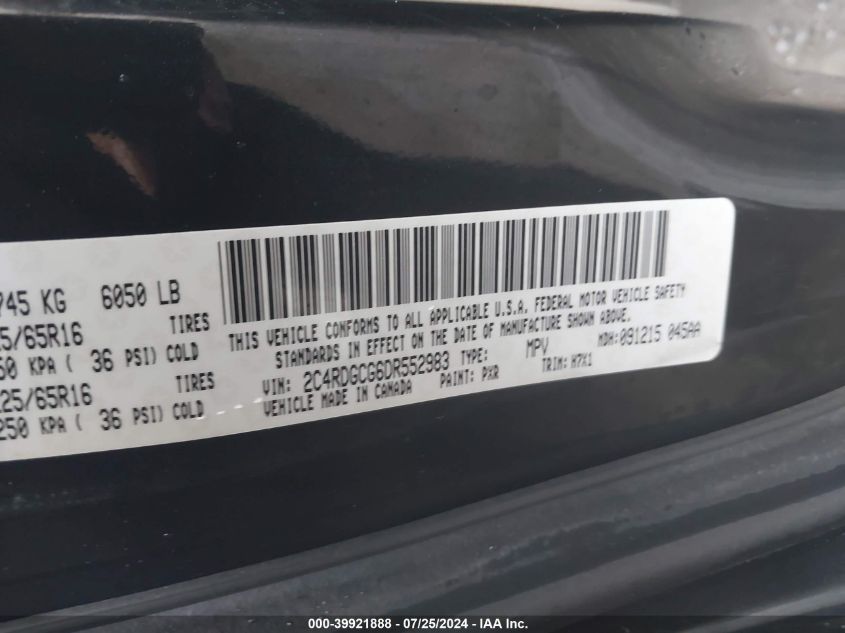 745 KG 6050 LB
5/65R16 TIRES
50 KPA ( 36 PSI) COLD
25/65R16 TIRES
250 KPA ( 36 PSI) COLD
THIS VEHICLE CONFORMS TO ALL APPLICABLE U.S.A. FEDERAL MOTOR VEHICLE SAFETY
STANDARDS IN EFFECT ON THE DATE OF MANUFACTURE SHOWN ABOVE.
VIN: 2C4RDGCG6DR552983 TYPE: MPV MDH: 091215 045AA
VEHICLE MADE IN CANADA PAINT: PXR TRIM: H7X1
000-39921888 - 07/25/2024 - IAA Inc.